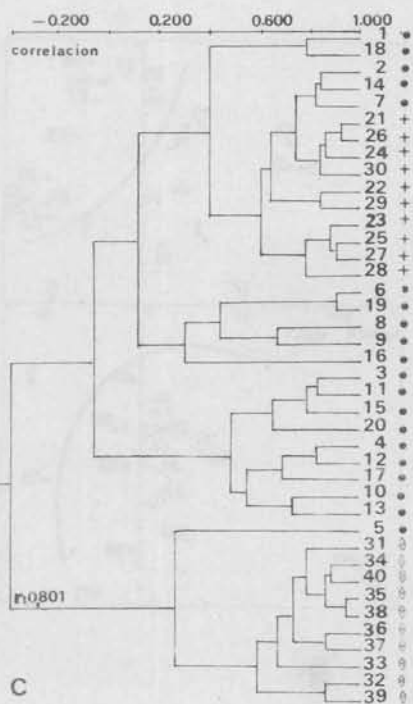 -0.200 0.200 0.600 1.000
correlacion
1 •
18 •
2 •
14 •
7 •
21 +
26 +
24 +
30 +
22 +
29 +
23 +
25 +
27 +
28 +
6 •
19 •
8 •
9 •
16 •
3 •
11 •
15 •
20 •
4 •
12 •
17 •
10 •
13 •
5 •
31 θ
34 θ
40 θ
35 θ
38 θ
36 θ
37 θ
33 θ
32 θ
39 θ
r:0801
C